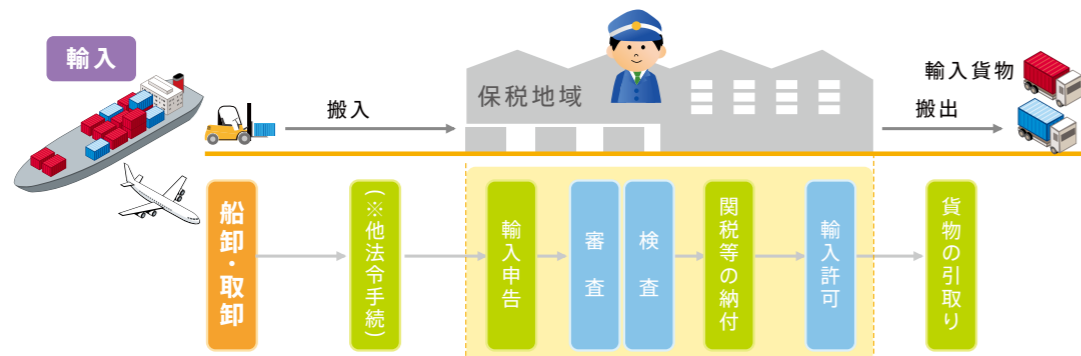 輸入
搬入
保税地域
輸入貨物
搬出
船卸・取卸
(※他法令手続)
輸入申告
審査
検査
関税等の納付
輸入許可
貨物の引取り